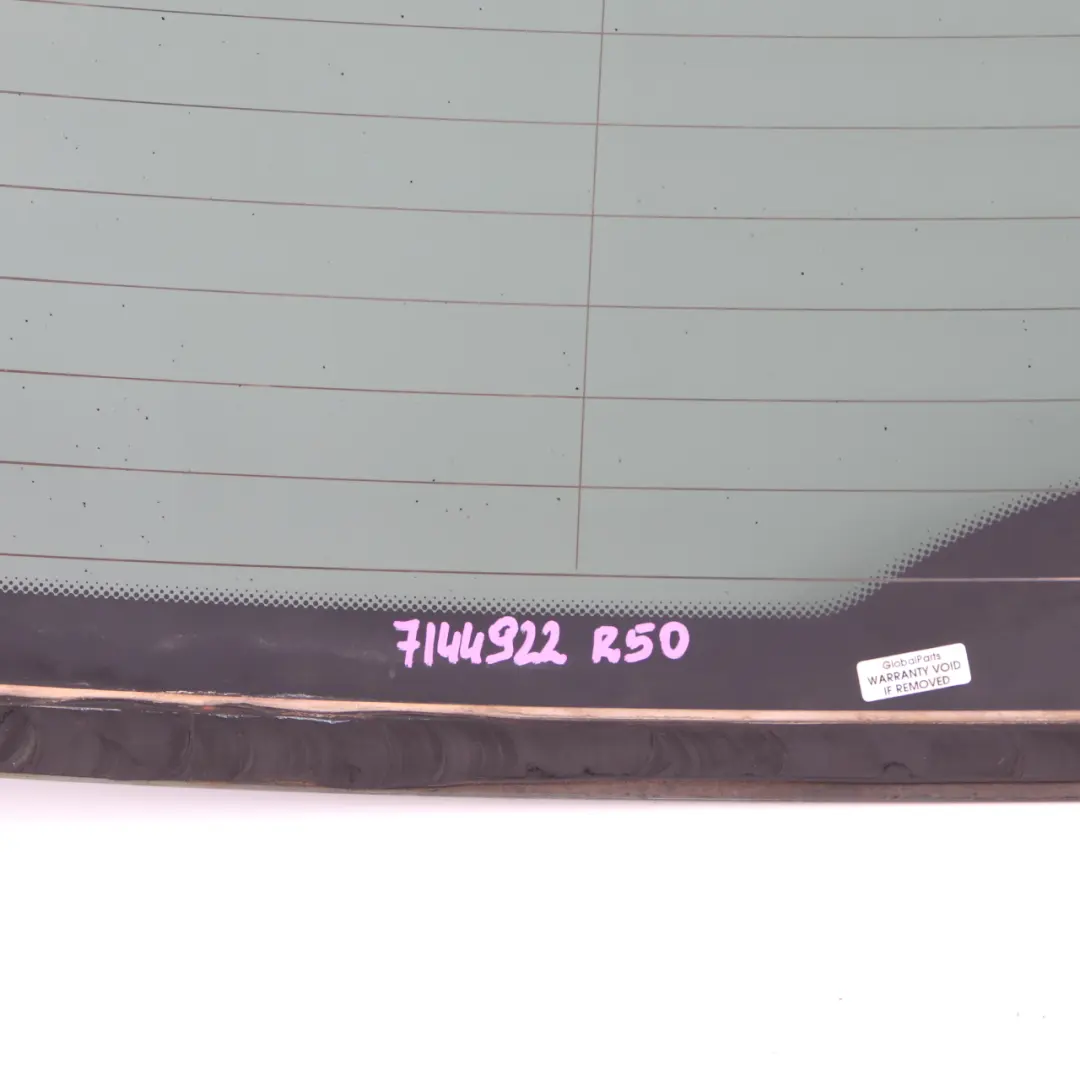 7144922 R50
GlobalParts
WARRANTY VOID
IF REMOVED